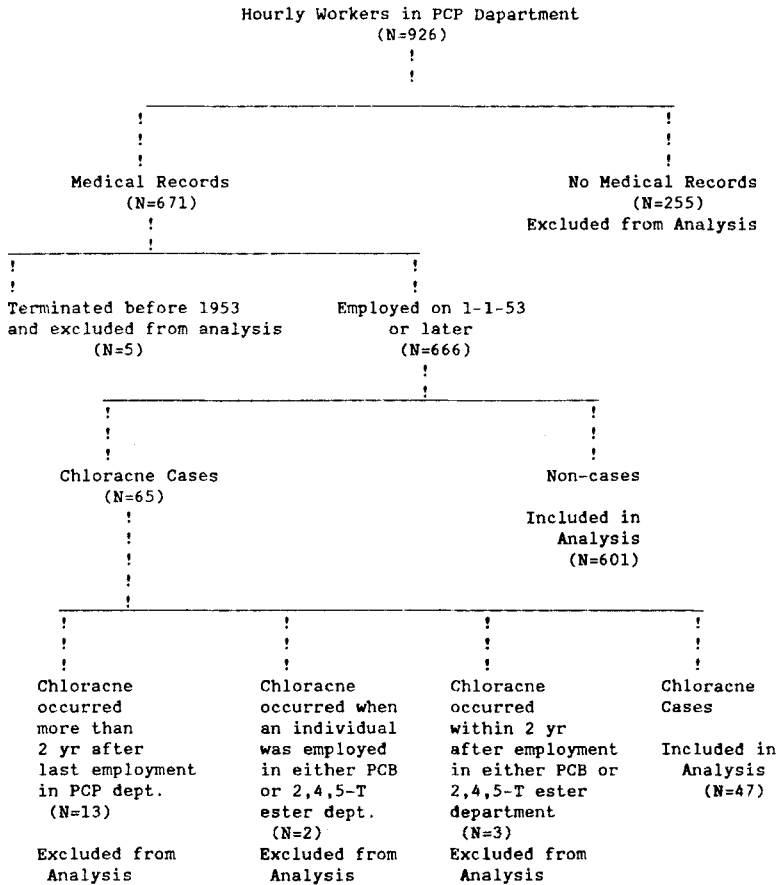 Hourly Workers in PCP Dapartment
(N=926)
Medical Records
(N=671)
No Medical Records
(N=255)
Excluded from Analysis
Terminated before 1953
and excluded from analysis
(N=5)
Employed on 1-1-53
or later
(N=666)
Chloracne Cases
(N=65)
Non-cases
Included in
Analysis
(N=601)
Chloracne
occurred
more than
2 yr after
last employment
in PCP dept.
(N=13)
Excluded from
Analysis
Chloracne
occurred when
an individual
was employed
in either PCB
or 2,4,5-T
ester dept.
(N=2)
Excluded from
Analysis
Chloracne
occurred
within 2 yr
after employment
in either PCB or
2,4,5-T ester
department
(N=3)
Excluded from
Analysis
Chloracne
Cases
Included in
Analysis
(N=47)